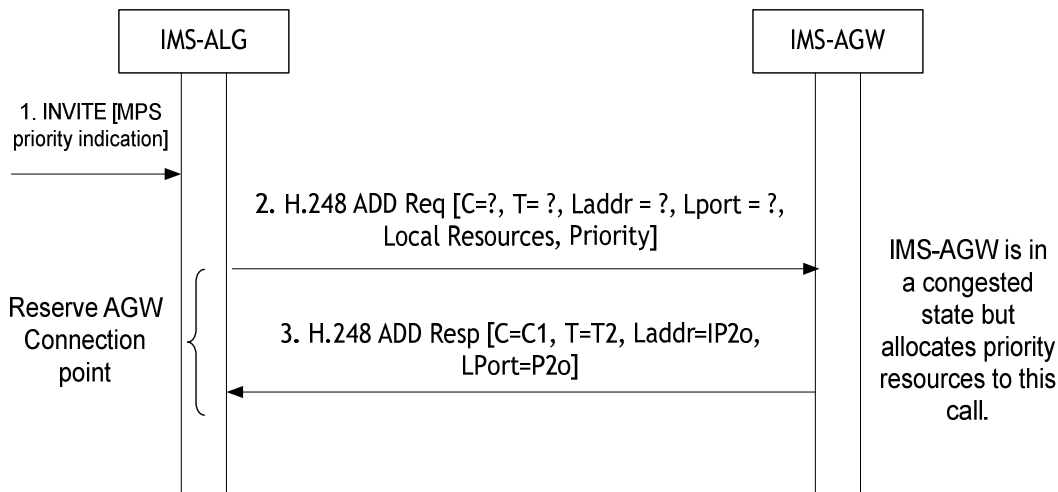 IMS-ALG
IMS-AGW
1. INVITE [MPS
priority indication]
2. H.248 ADD Req [C=?, T= ?, Laddr = ?, Lport = ?,
Local Resources, Priority]
Reserve AGW
Connection
point
3. H.248 ADD Resp [C=C1, T=T2, Laddr=IP2o,
LPort=P2o]
IMS-AGW is in
a congested
state but
allocates priority
resources to this
call.